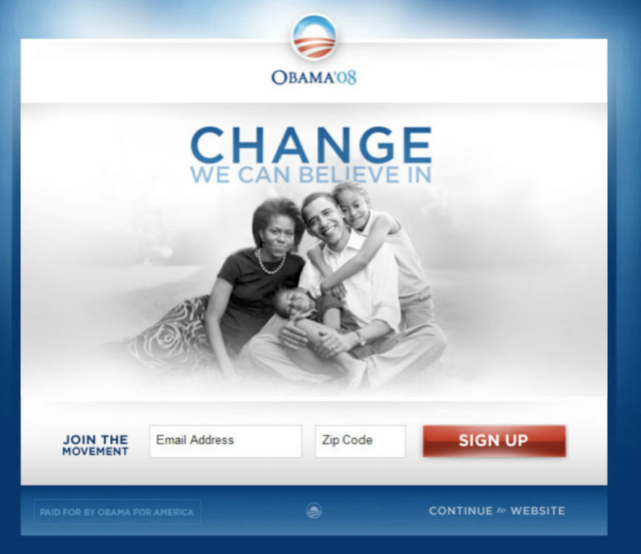 OBAMA'08
CHANGE
WE CAN BELIEVE IN
JOIN THE
MOVEMENT
Email Address
Zip Code
SIGN UP
PAID FOR BY OBAMA FOR AMERICA
CONTINUE to WEBSITE